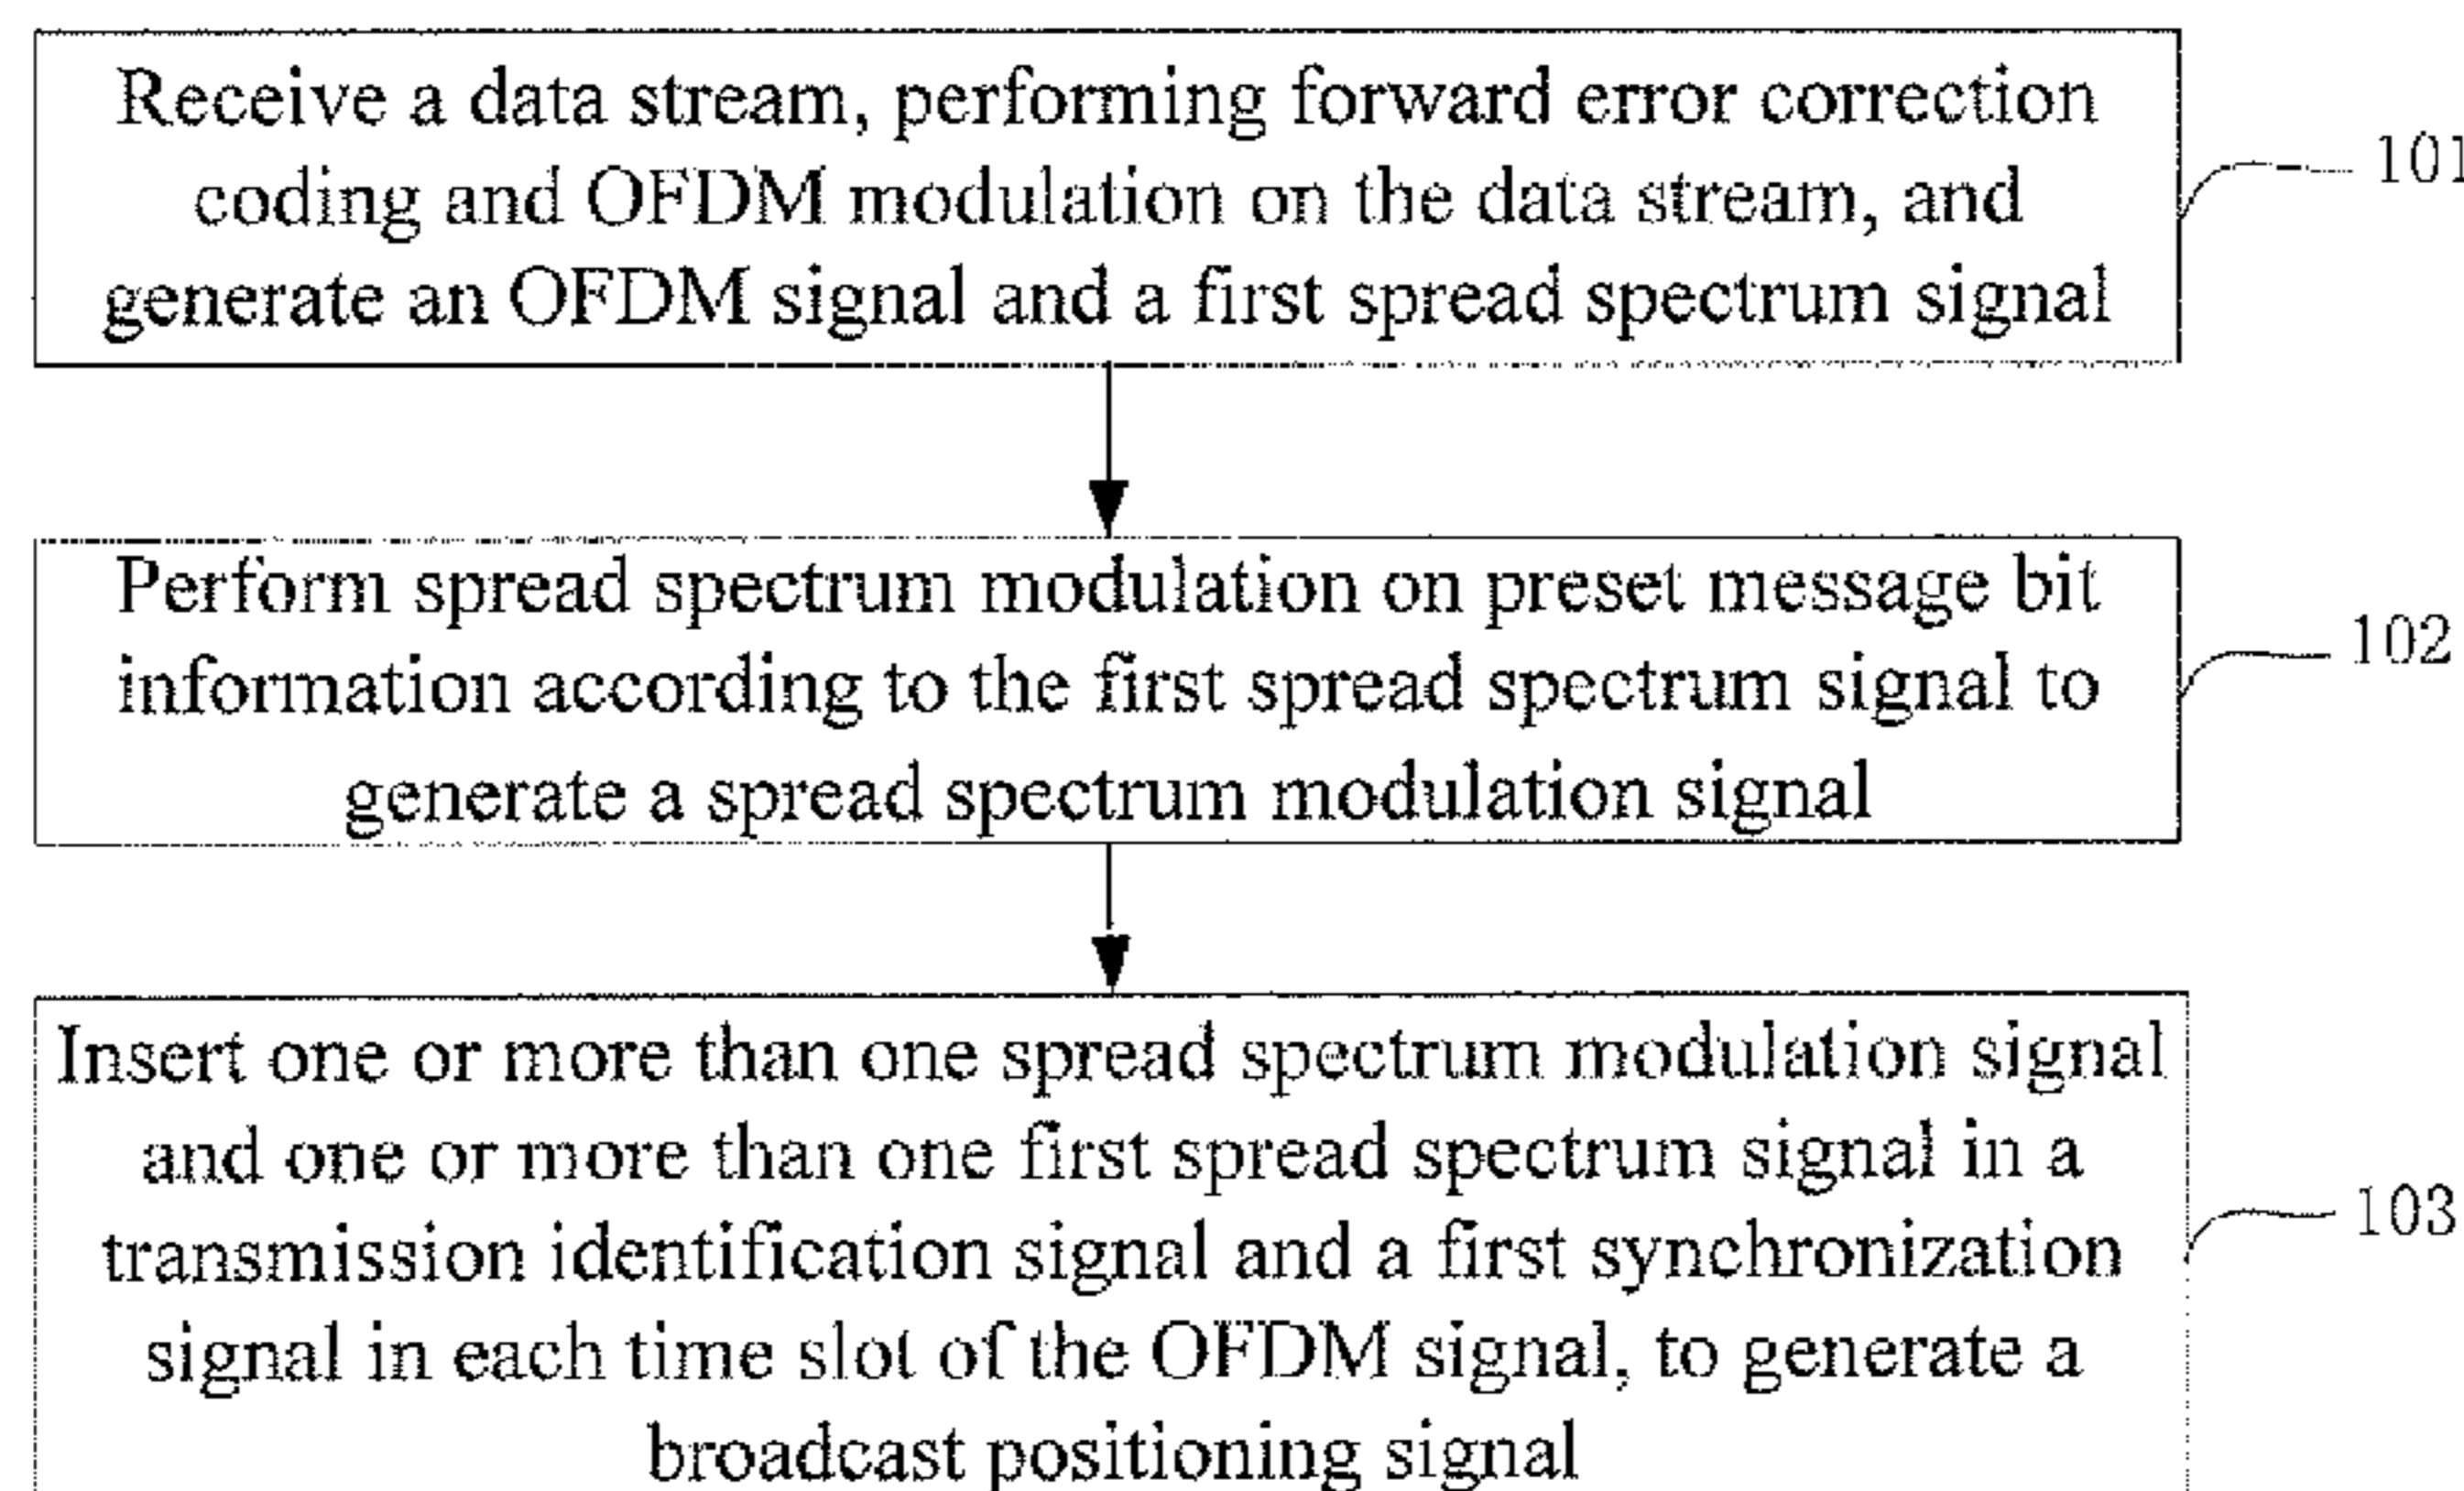 Receive a data stream, performing forward error correction
coding and OFDM modulation on the data stream, and
generate an OFDM signal and a first spread spectrum signal
101
Perform spread spectrum modulation on preset message bit
information according to the first spread spectrum signal to
generate a spread spectrum modulation signal
102
Insert one or more than one spread spectrum modulation signal
and one or more than one first spread spectrum signal in a
transmission identification signal and a first synchronization
signal in each time slot of the OFDM signal, to generate a
broadcast positioning signal
103